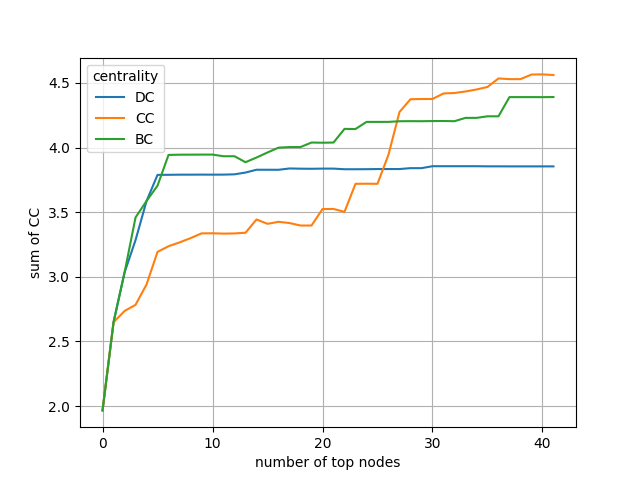 centrality
DC
CC
BC
4.5
4.0
3.5
3.0
2.5
2.0
sum of CC
0 10 20 30 40
number of top nodes